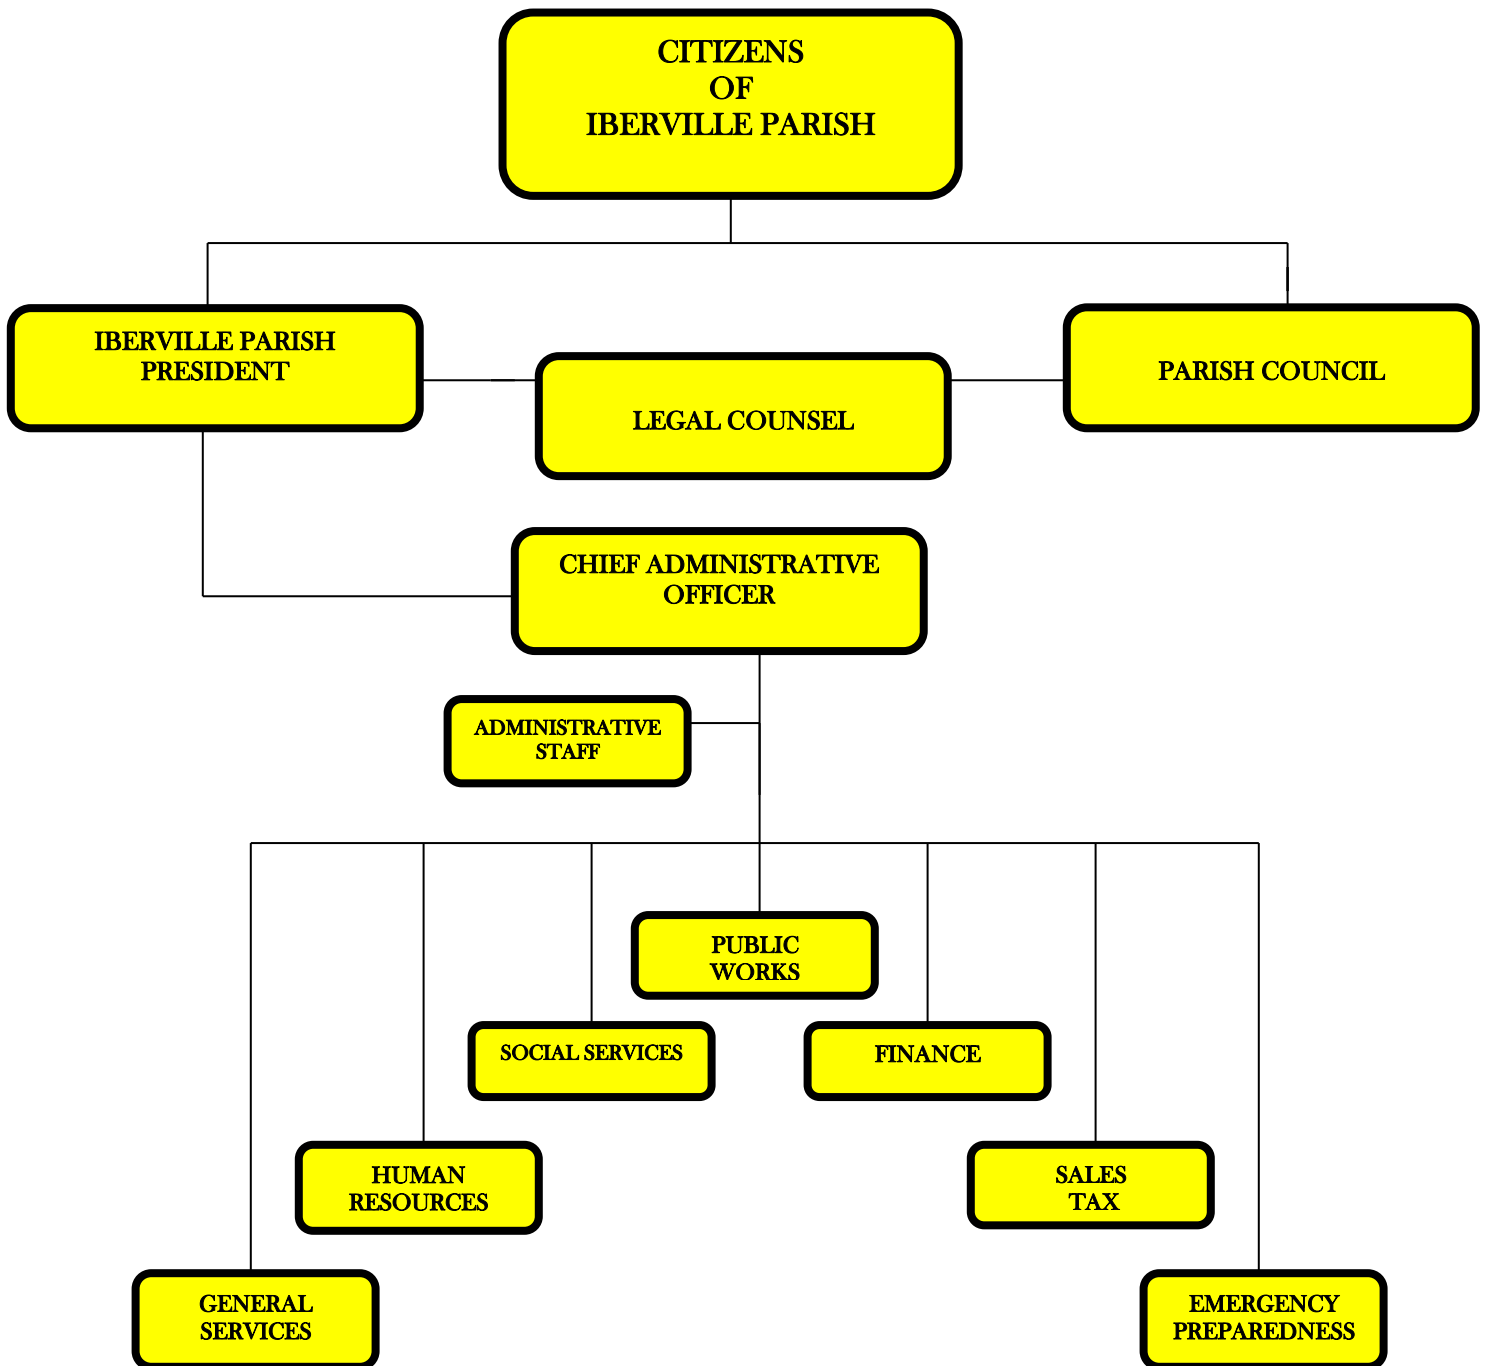 CITIZENS
OF
IBERVILLE PARISH
IBERVILLE PARISH
PRESIDENT
PARISH COUNCIL
LEGAL COUNSEL
CHIEF ADMINISTRATIVE
OFFICER
ADMINISTRATIVE
STAFF
PUBLIC
WORKS
SOCIAL SERVICES
FINANCE
HUMAN
RESOURCES
SALES
TAX
GENERAL
SERVICES
EMERGENCY
PREPAREDNESS